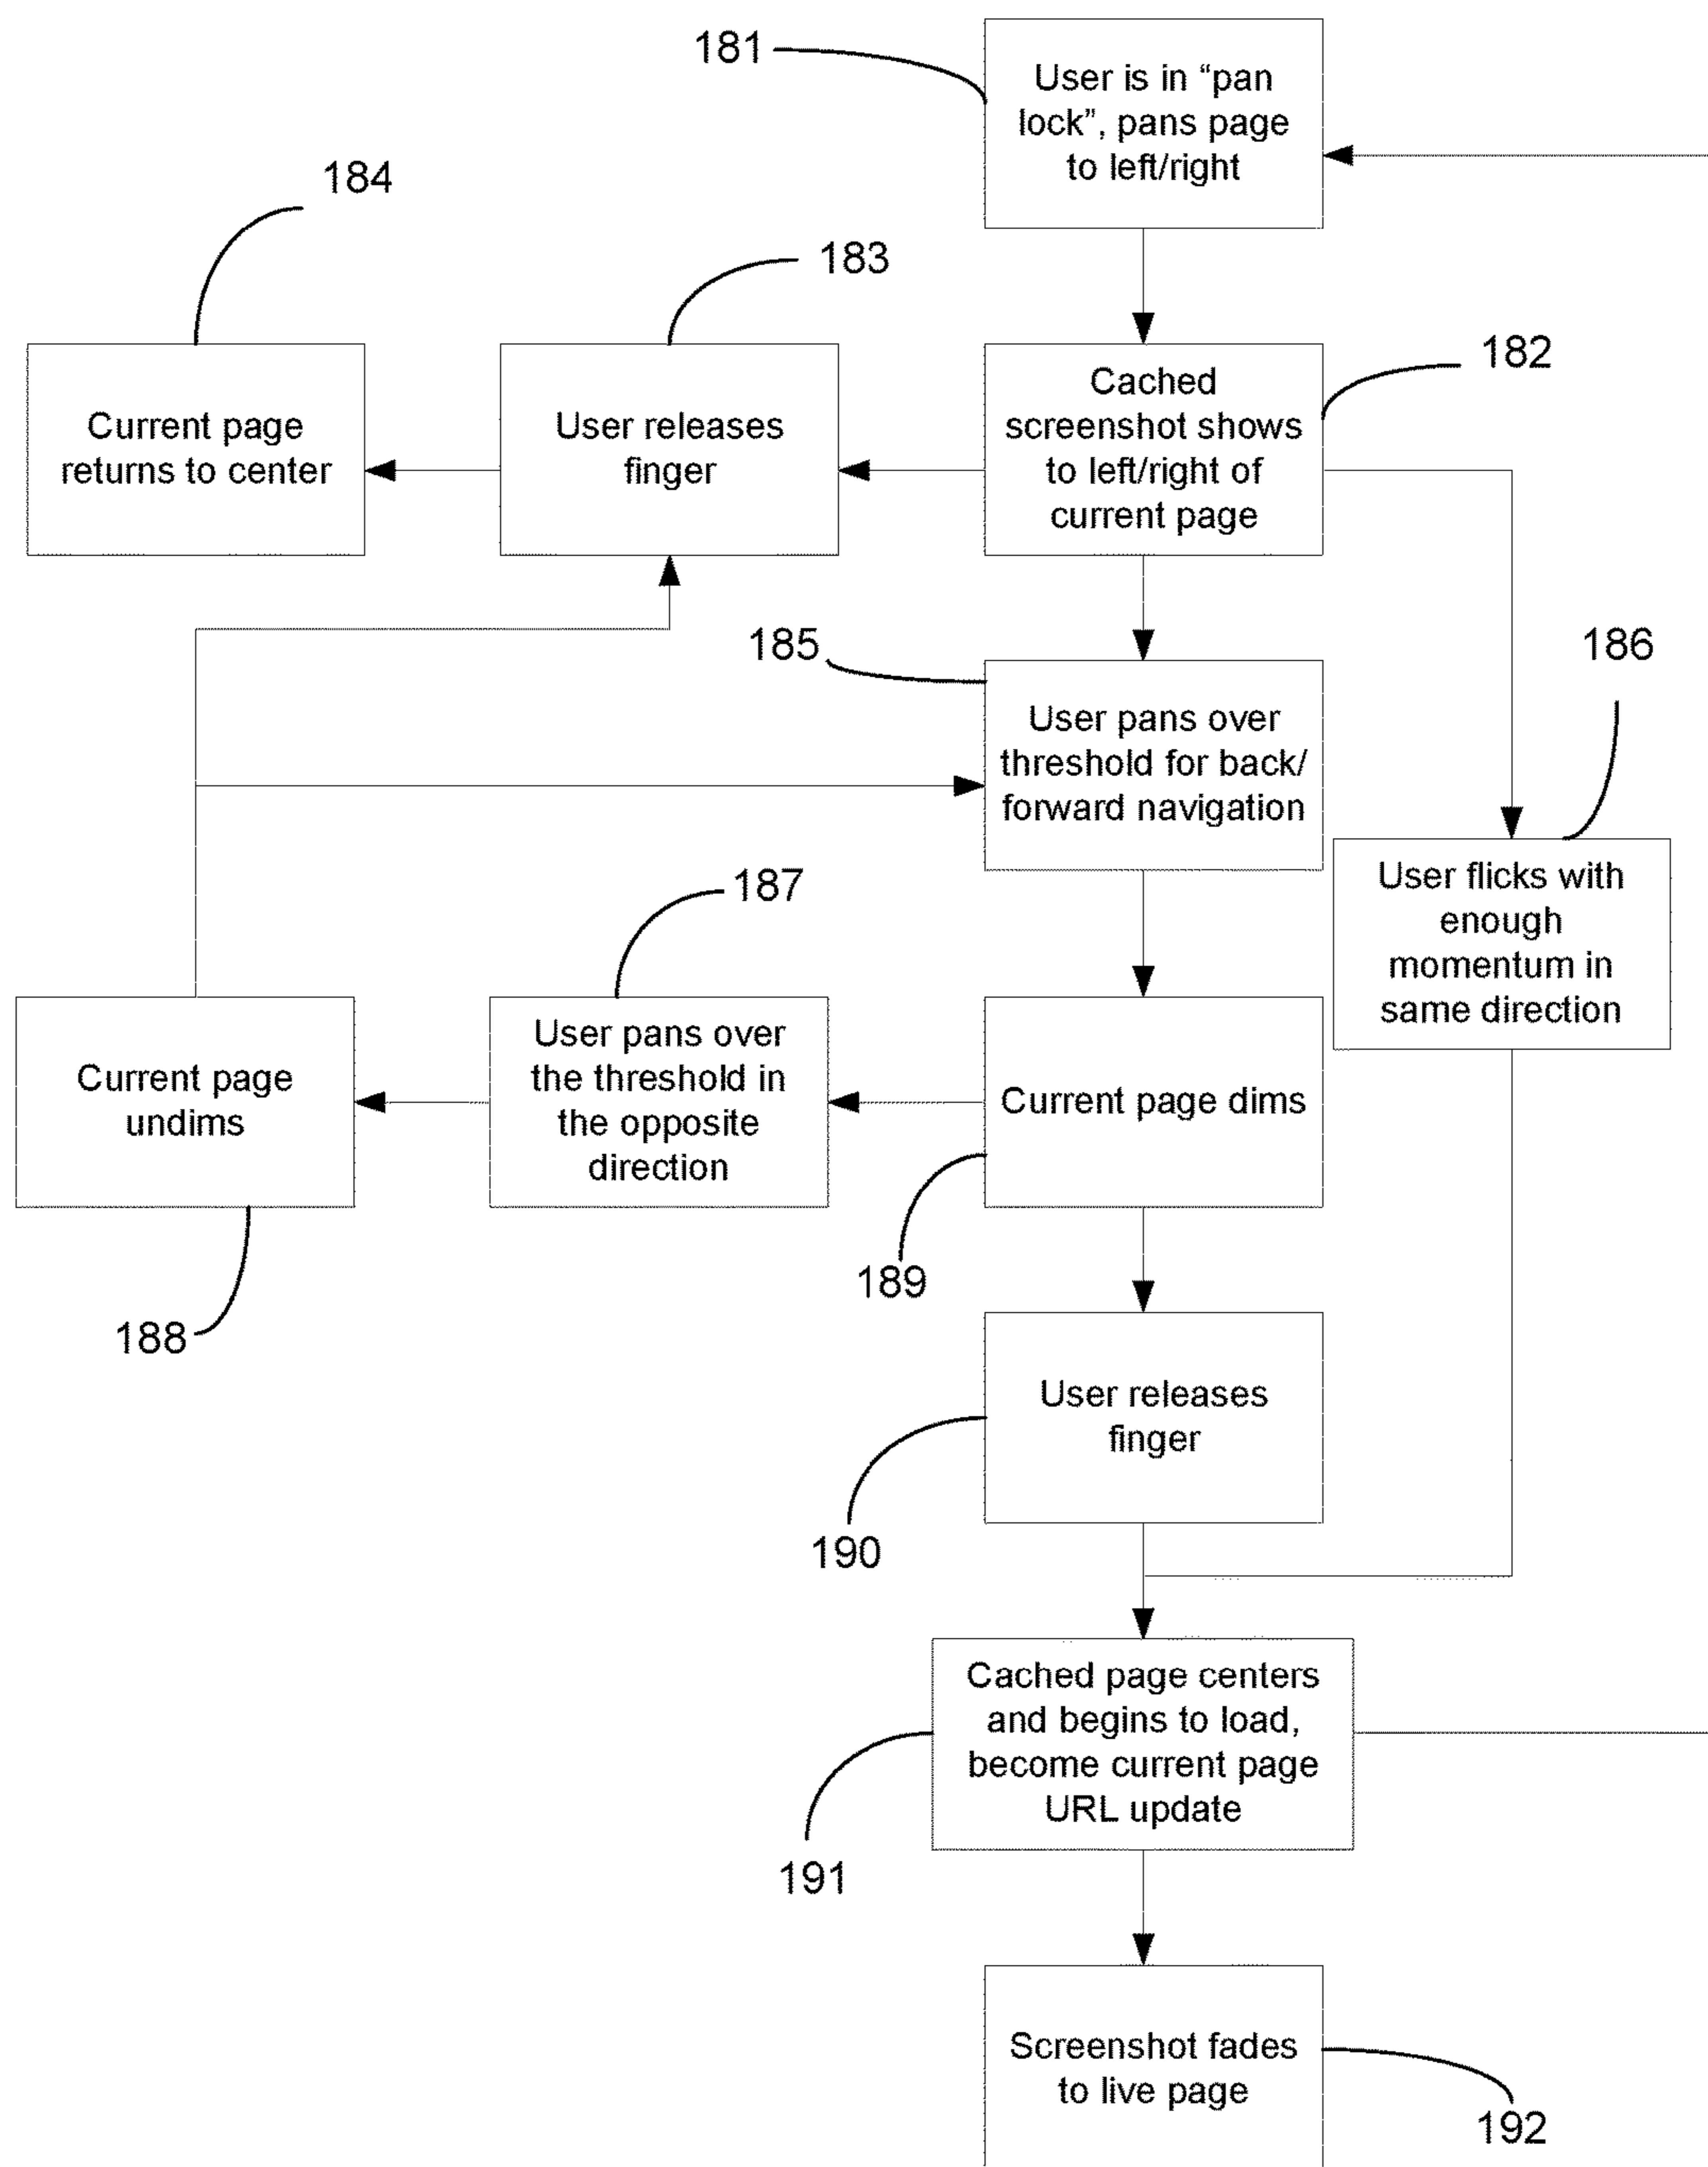 181
User is in “pan
lock”, pans page
to left/right
184
183
182
Current page
returns to center
User releases
finger
Cached
screenshot shows
to left/right of
current page
185
186
User pans over
threshold for back/
forward navigation
187
User flicks with
enough
momentum in
same direction
Current page
undims
User pans over
the threshold in
the opposite
direction
Current page dims
189
188
User releases
finger
190
Cached page centers
and begins to load,
become current page
URL update
191
Screenshot fades
to live page
192